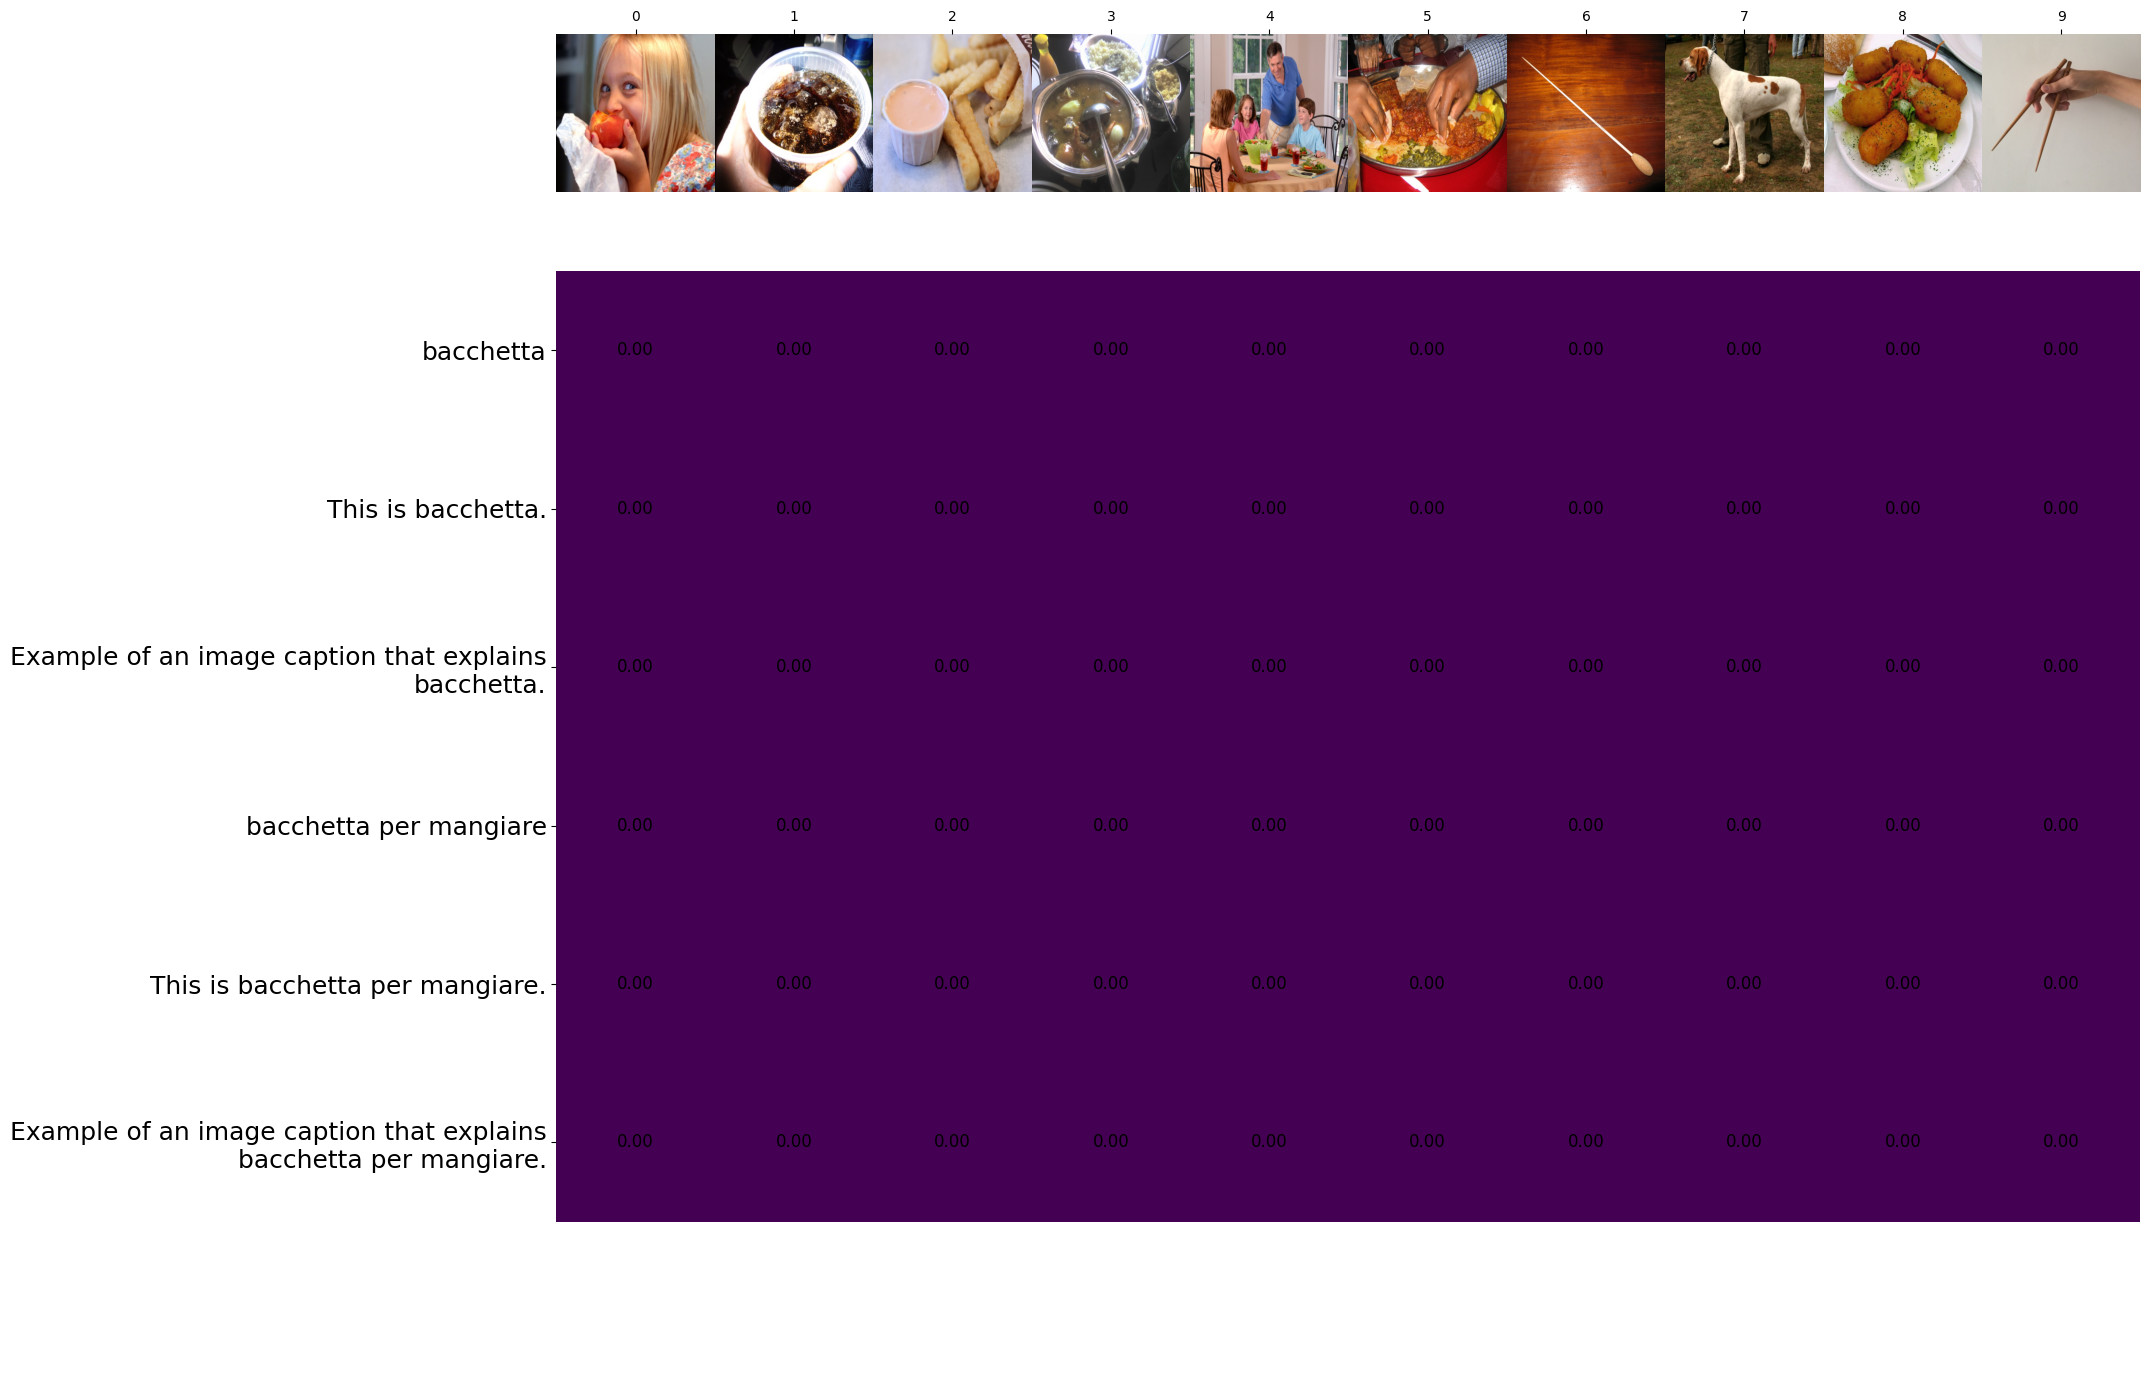 0 1 2 3 4 5 6 7 8 9
bacchetta 0.00 0.00 0.00 0.00 0.00 0.00 0.00 0.00 0.00 0.00
This is bacchetta. 0.00 0.00 0.00 0.00 0.00 0.00 0.00 0.00 0.00 0.00
Example of an image caption that explains
bacchetta. 0.00 0.00 0.00 0.00 0.00 0.00 0.00 0.00 0.00 0.00
bacchetta per mangiare 0.00 0.00 0.00 0.00 0.00 0.00 0.00 0.00 0.00 0.00
This is bacchetta per mangiare. 0.00 0.00 0.00 0.00 0.00 0.00 0.00 0.00 0.00 0.00
Example of an image caption that explains
bacchetta per mangiare. 0.00 0.00 0.00 0.00 0.00 0.00 0.00 0.00 0.00 0.00